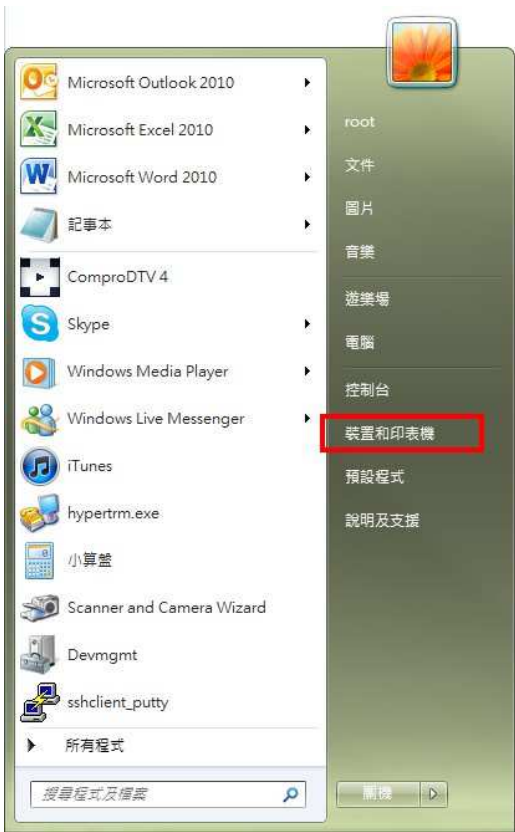 Microsoft Outlook 2010
Microsoft Excel 2010
Microsoft Word 2010
記事本
ComproDTV 4
Skype
Windows Media Player
Windows Live Messenger
iTunes
hypertrm.exe
小算盤
Scanner and Camera Wizard
Devmgmt
sshclient_putty
所有程式
搜尋程式及檔案
root
文件
圖片
音樂
遊樂場
電腦
控制台
裝置和印表機
預設程式
說明及支援
關機